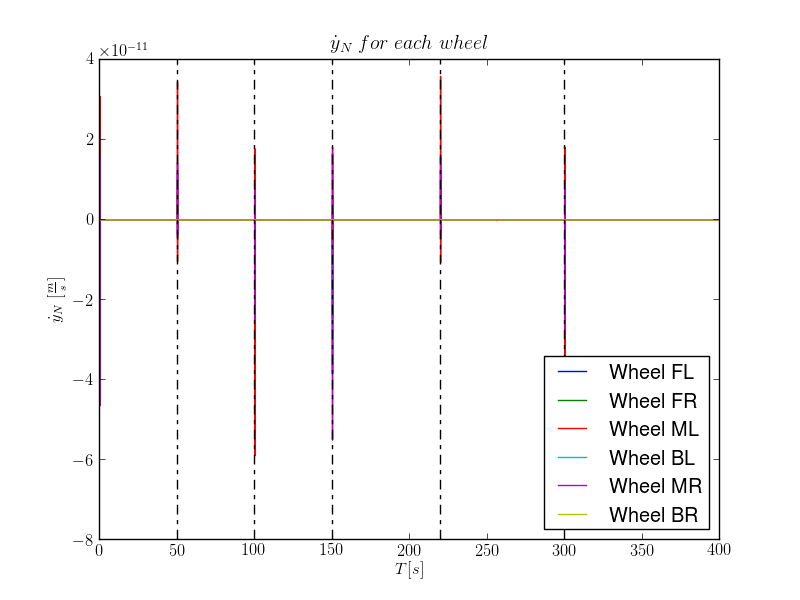 ẏ_N for each wheel
×10⁻¹¹
4
2
0
−2
−4
−6
−8
ẏ_N [m/s]
0 50 100 150 200 250 300 350 400
T[s]
Wheel FL
Wheel FR
Wheel ML
Wheel BL
Wheel MR
Wheel BR